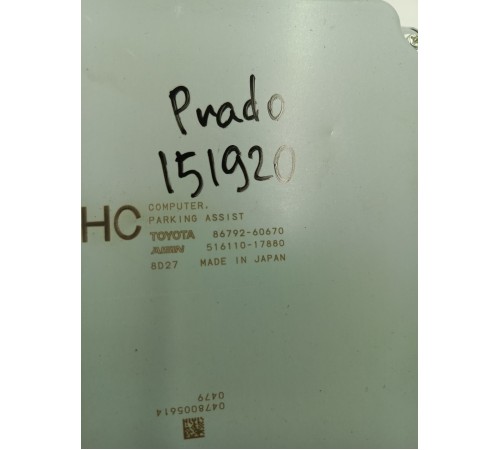 Prado
151920
HC
COMPUTER,
PARKING ASSIST
TOYOTA 86792-60670
AISIN 516110-17880
8D27 MADE IN JAPAN
0479
0478005614